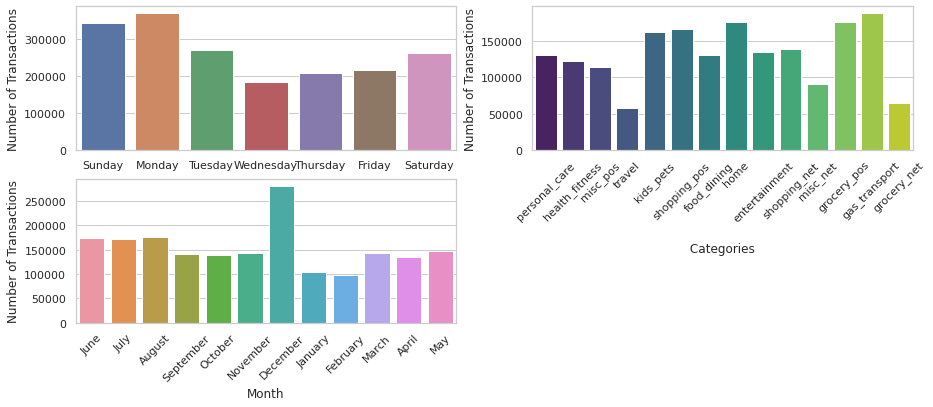 Number of Transactions
300000
200000
100000
0
Sunday Monday Tuesday Wednesday Thursday Friday Saturday
Number of Transactions
150000
100000
50000
0
personal_care health_fitness misc_pos travel kids_pets shopping_pos food_dining home entertainment shopping_net misc_net grocery_pos gas_transport grocery_net
Categories
Number of Transactions
250000
200000
150000
100000
50000
0
June July August September October November December January February March April May
Month